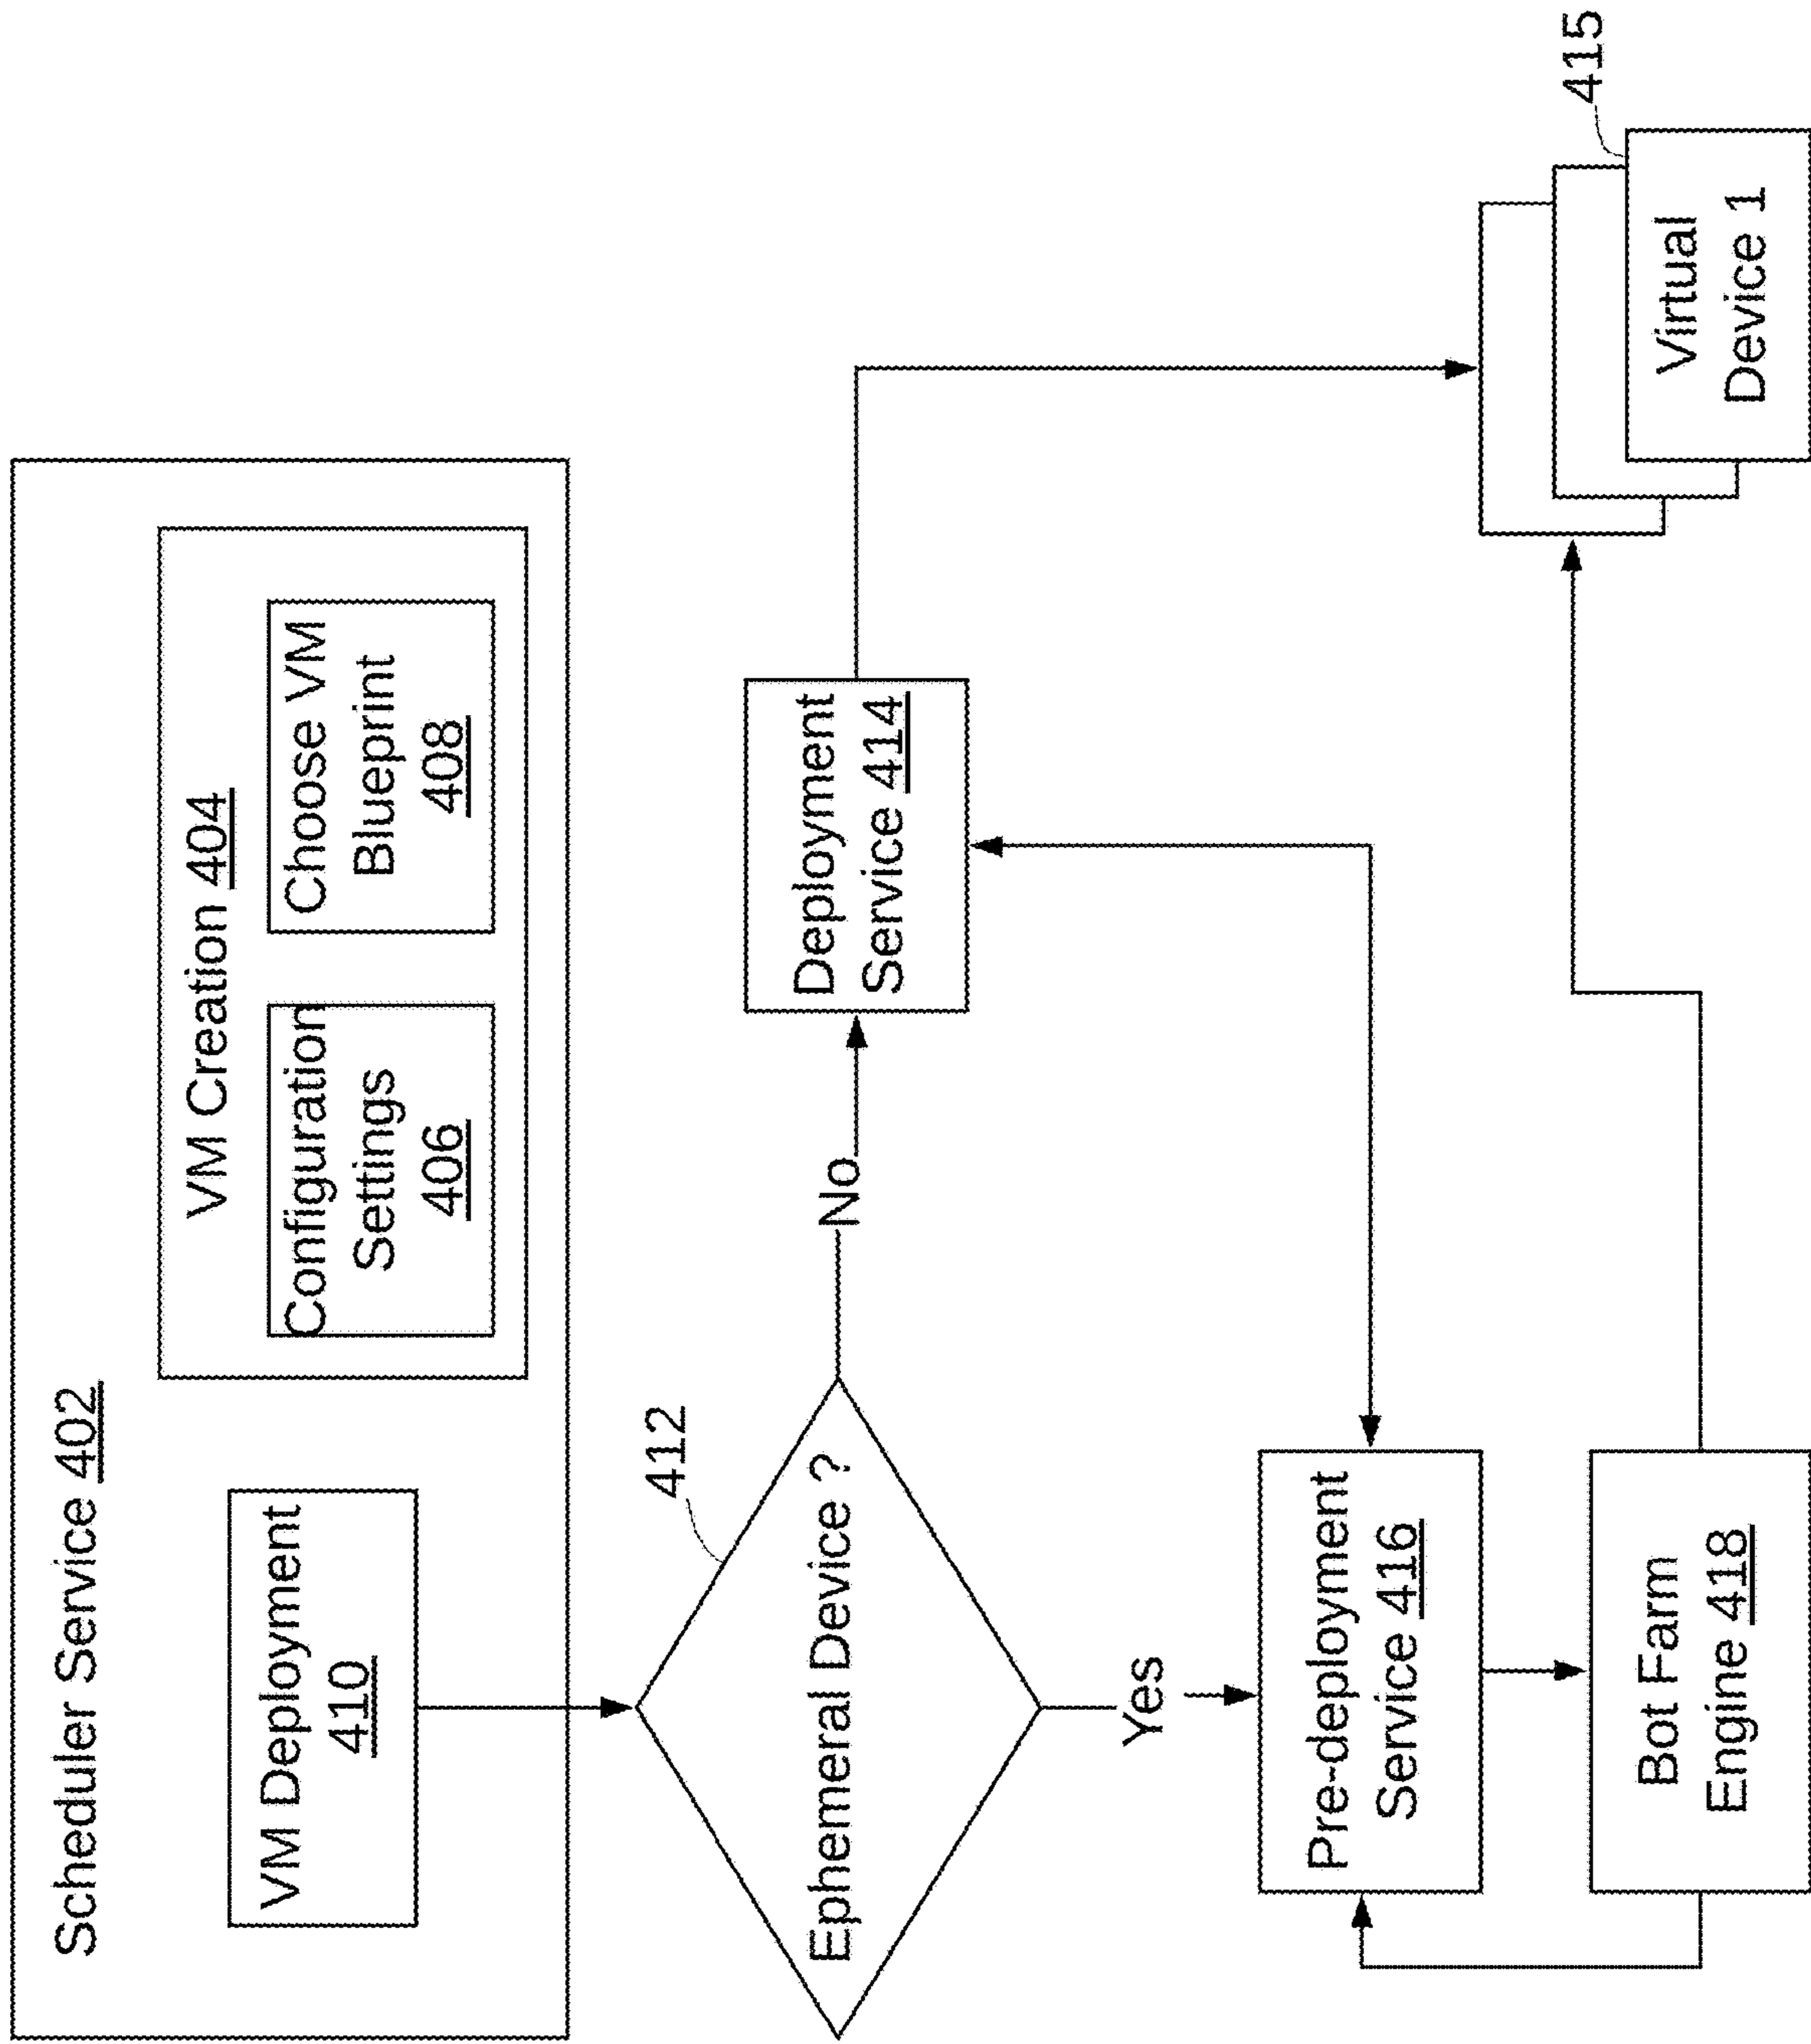 Scheduler Service 402
VM Deployment
410
VM Creation 404
Configuration
Settings
406
Choose VM
Blueprint
408
412
Ephemeral Device ?
No
Deployment
Service 414
Yes
Pre-deployment
Service 416
Bot Farm
Engine 418
415
Virtual
Device 1